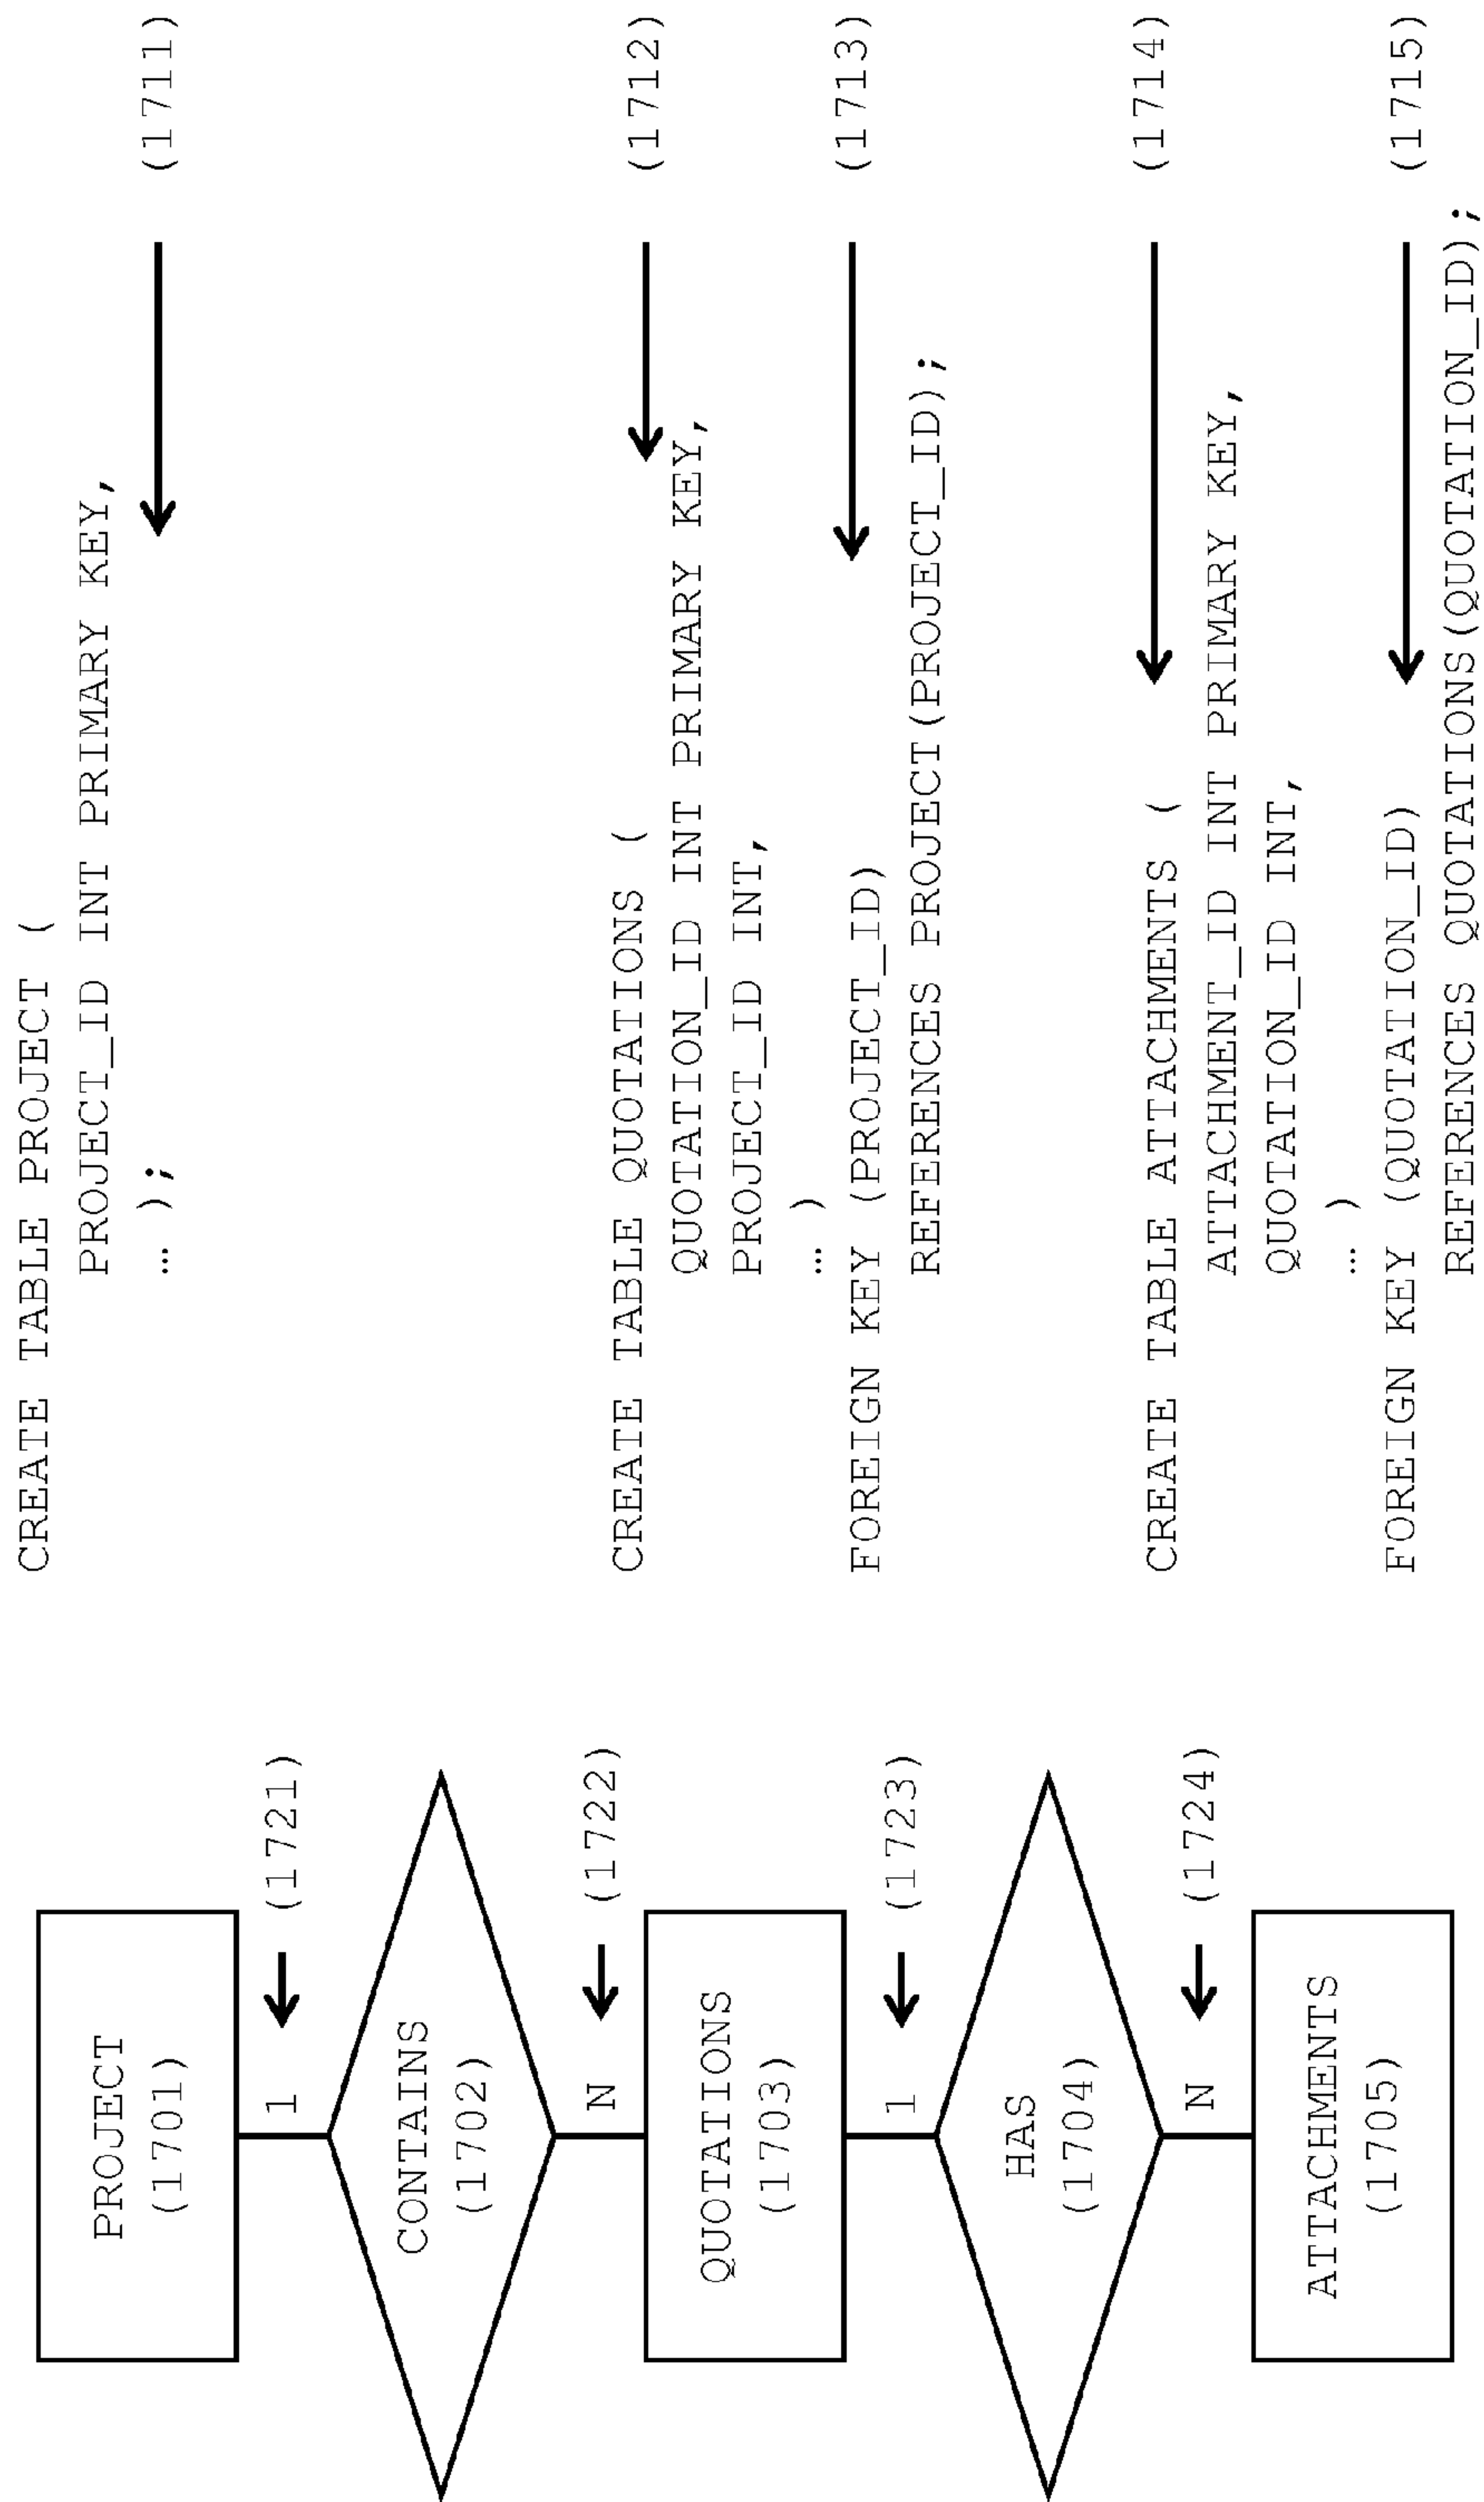 PROJECT
(1701)
1
(1721)
CONTAINS
(1702)
N
(1722)
QUOTATIONS
(1703)
1
(1723)
HAS
(1704)
N
(1724)
ATTACHMENTS
(1705)
CREATE TABLE PROJECT (
PROJECT_ID INT PRIMARY KEY,
… );
(1711)
CREATE TABLE QUOTATIONS (
(1712)
QUOTATION_ID INT PRIMARY KEY,
PROJECT_ID INT,
… )
FOREIGN KEY (PROJECT_ID)
(1713)
REFERENCES PROJECT(PROJECT_ID);
CREATE TABLE ATTACHMENTS (
(1714)
ATTACHMENT_ID INT PRIMARY KEY,
QUOTATION_ID INT,
… )
FOREIGN KEY (QUOTATION_ID)
(1715)
REFERENCES QUOTATIONS(QUOTATION_ID);